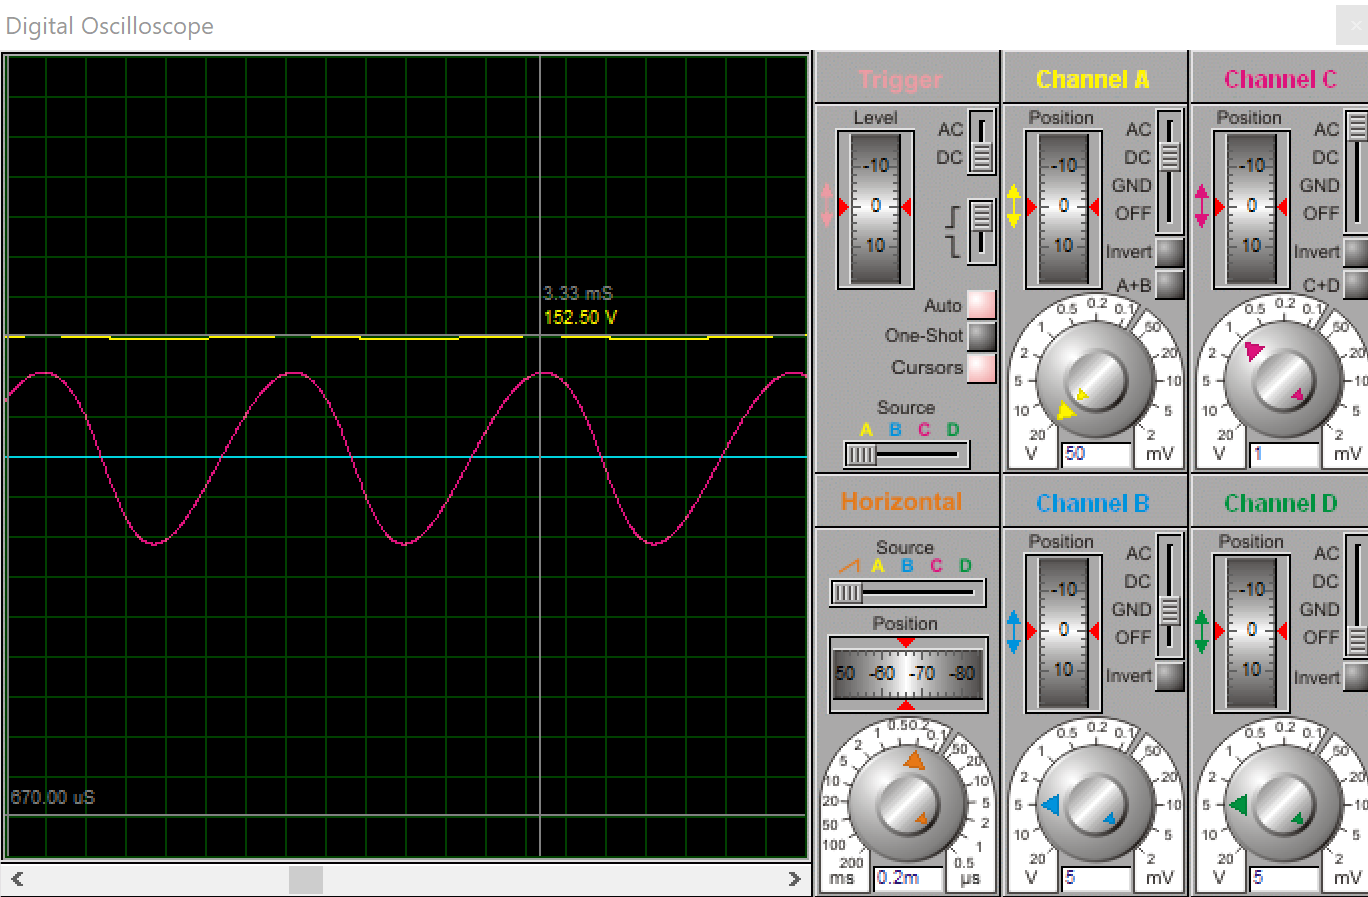 Digital Oscilloscope
3.33 mS
152.50 V
670.00 uS
Trigger
Level
-10
0
10
AC
DC
Auto
One-Shot
Cursors
Source
A B C D
Channel A
Position
-10
0
10
AC
DC
GND
OFF
Invert
A+B
20 10 5 2 1 0.5 0.2 0.1 50 20 10 5 2
V
50
mV
Channel C
Position
-10
0
10
AC
DC
GND
OFF
Invert
C+D
20 10 5 2 1 0.5 0.2 0.1 50 20 10 5 2
V
1
mV
Horizontal
Source
A B C D
Position
50 -60 -70 -80
200 100 50 20 10 5 2 1 0.5 0.2 0.1 50 20 10 5 2 1 0.5
ms
0.2m
µs
Channel B
Position
-10
0
10
AC
DC
GND
OFF
Invert
20 10 5 2 1 0.5 0.2 0.1 50 20 10 5 2
V
5
mV
Channel D
Position
-10
0
10
AC
DC
GND
OFF
Invert
20 10 5 2 1 0.5 0.2 0.1 50 20 10 5 2
V
5
mV